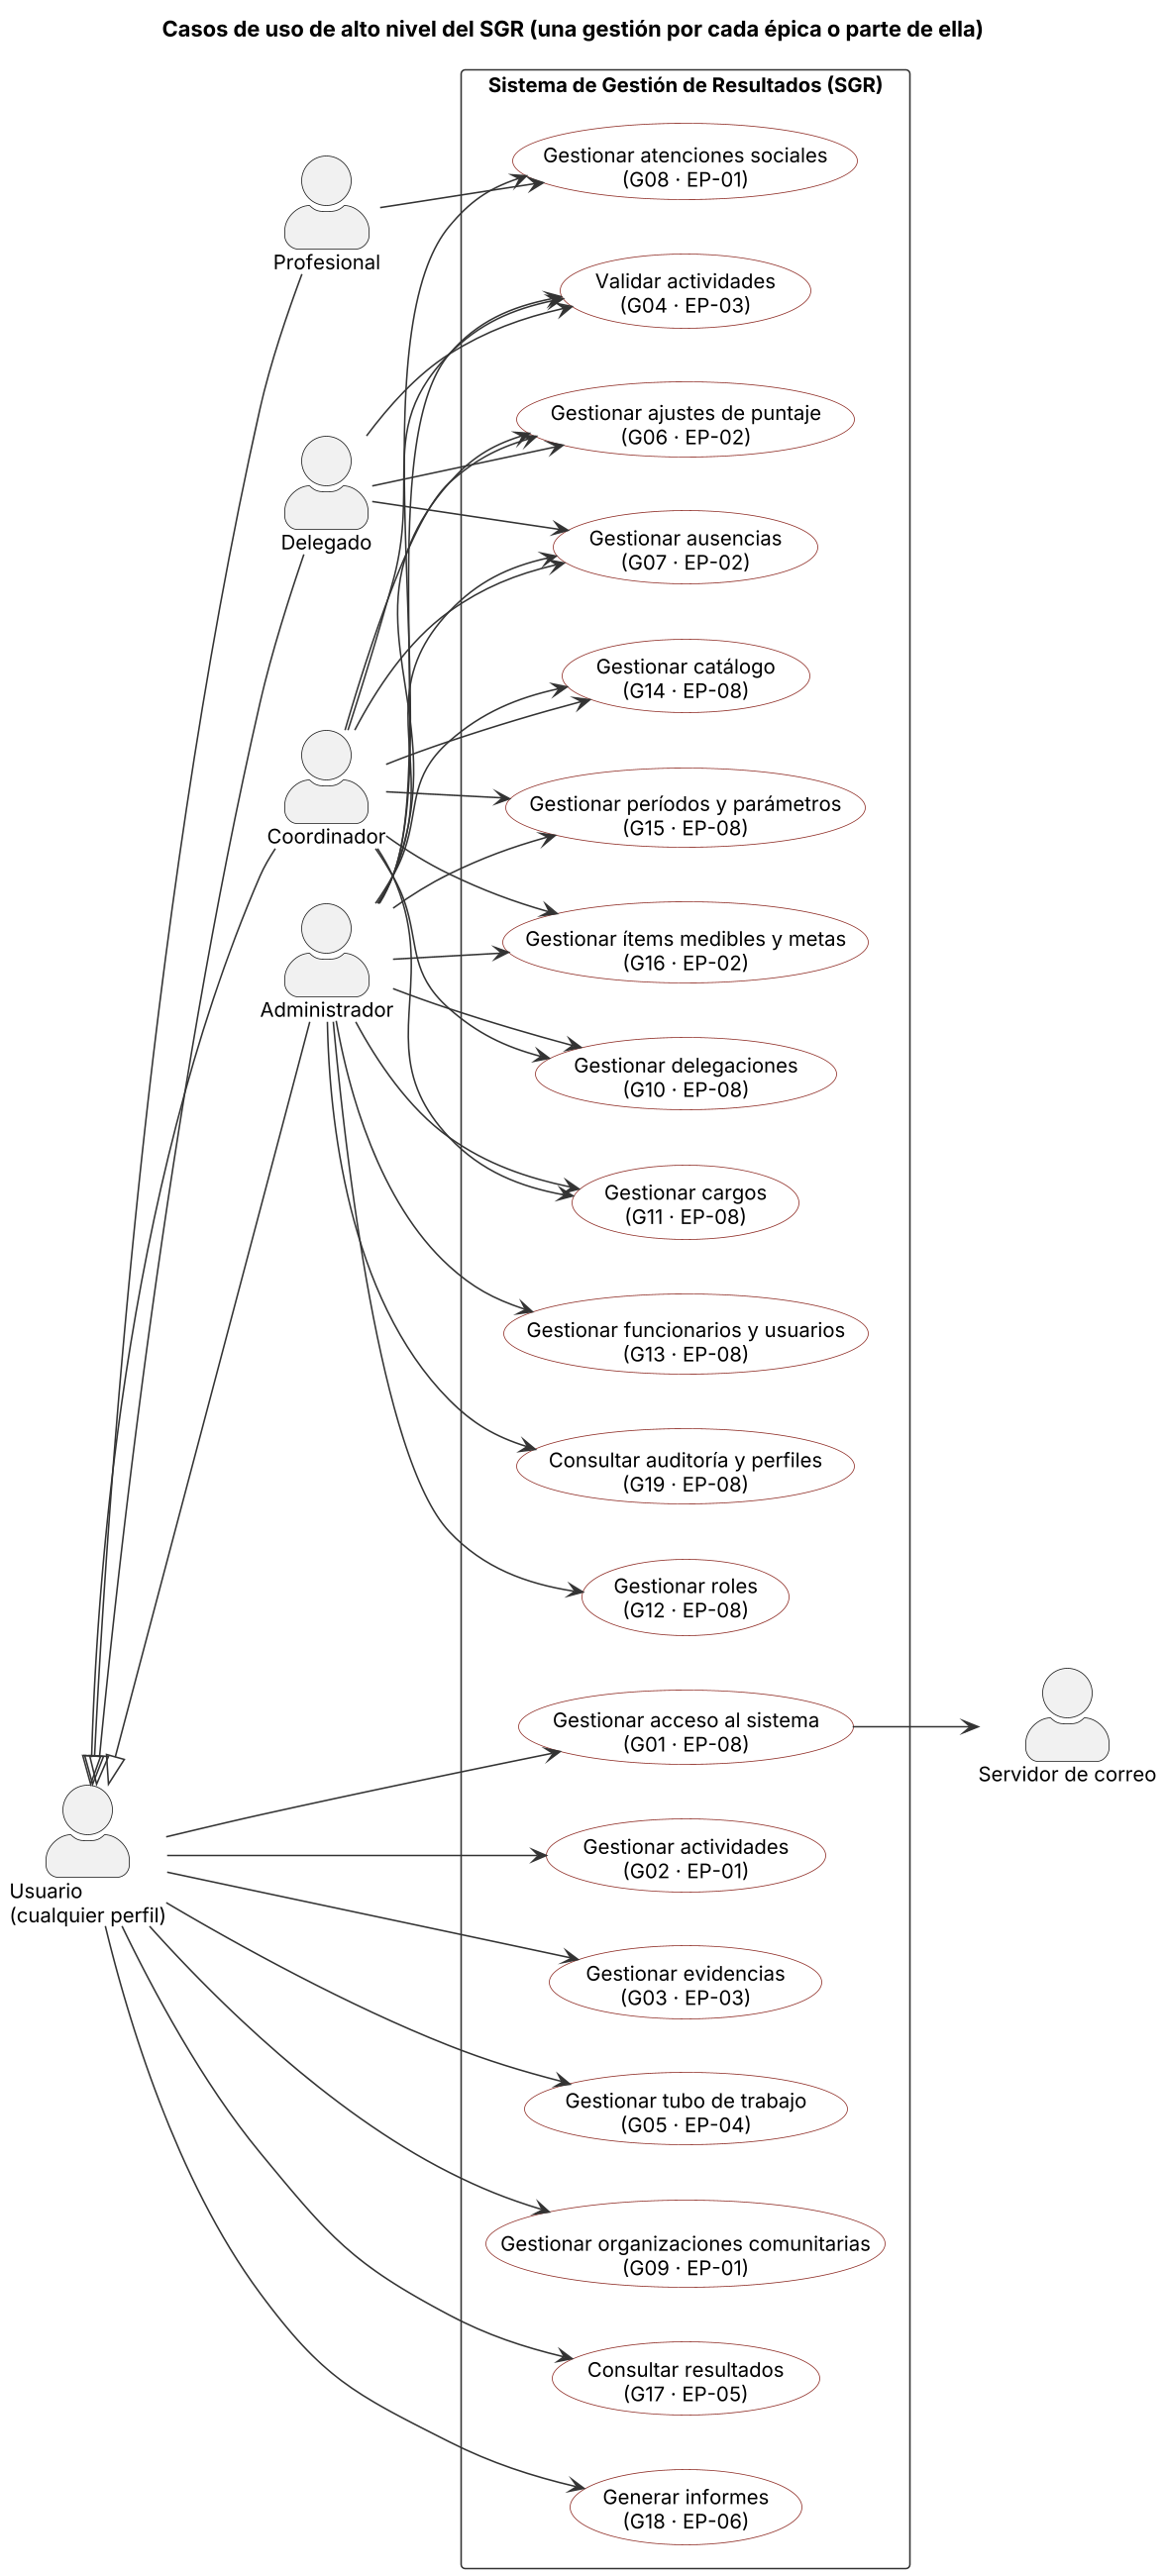 Casos de uso de alto nivel del SGR (una gestión por cada épica o parte de ella)
Sistema de Gestión de Resultados (SGR)
Gestionar atenciones sociales
(G08 · EP-01)
Profesional
Validar actividades
(G04 · EP-03)
Gestionar ajustes de puntaje
(G06 · EP-02)
Delegado
Gestionar ausencias
(G07 · EP-02)
Gestionar catálogo
(G14 · EP-08)
Gestionar períodos y parámetros
(G15 · EP-08)
Coordinador
Gestionar ítems medibles y metas
(G16 · EP-02)
Administrador
Gestionar delegaciones
(G10 · EP-08)
Gestionar cargos
(G11 · EP-08)
Gestionar funcionarios y usuarios
(G13 · EP-08)
Consultar auditoría y perfiles
(G19 · EP-08)
Gestionar roles
(G12 · EP-08)
Gestionar acceso al sistema
(G01 · EP-08)
Servidor de correo
Gestionar actividades
(G02 · EP-01)
Usuario
(cualquier perfil)
Gestionar evidencias
(G03 · EP-03)
Gestionar tubo de trabajo
(G05 · EP-04)
Gestionar organizaciones comunitarias
(G09 · EP-01)
Consultar resultados
(G17 · EP-05)
Generar informes
(G18 · EP-06)